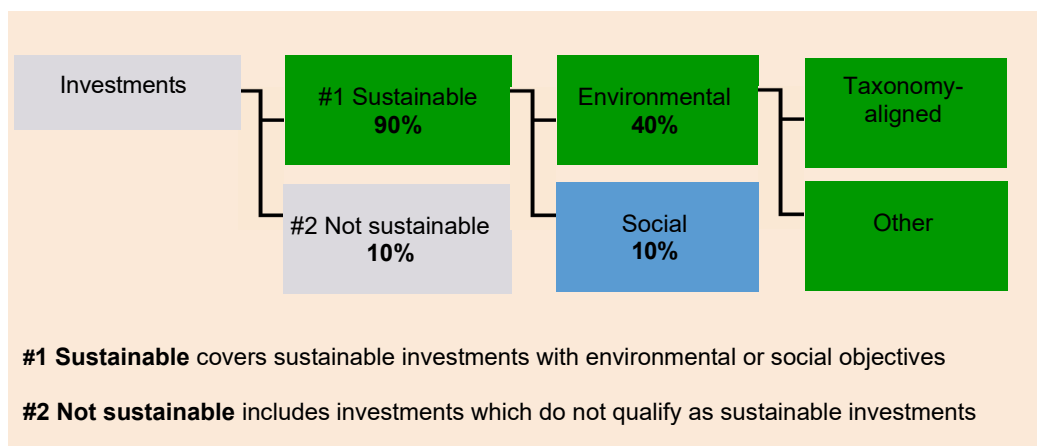 Investments
#1 Sustainable
90%
#2 Not sustainable
10%
Environmental
40%
Social
10%
Taxonomy-
aligned
Other
#1 Sustainable covers sustainable investments with environmental or social objectives
#2 Not sustainable includes investments which do not qualify as sustainable investments